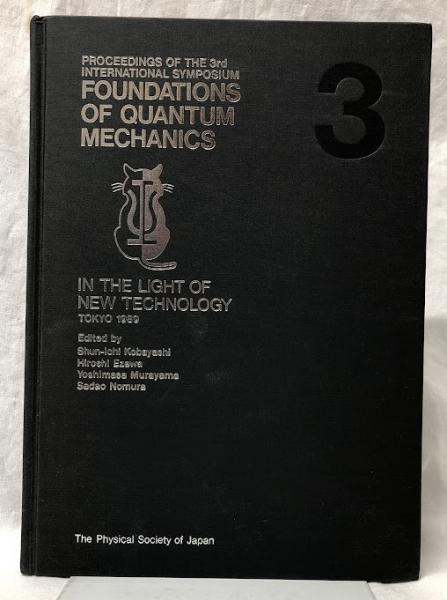 PROCEEDINGS OF THE 3rd
INTERNATIONAL SYMPOSIUM
FOUNDATIONS
OF QUANTUM
MECHANICS
3
IN THE LIGHT OF
NEW TECHNOLOGY
TOKYO 1989
Edited by
Shun-ichi Kobayashi
Hiroshi Ezawa
Yoshimasa Murayama
Sadao Nomura
The Physical Society of Japan